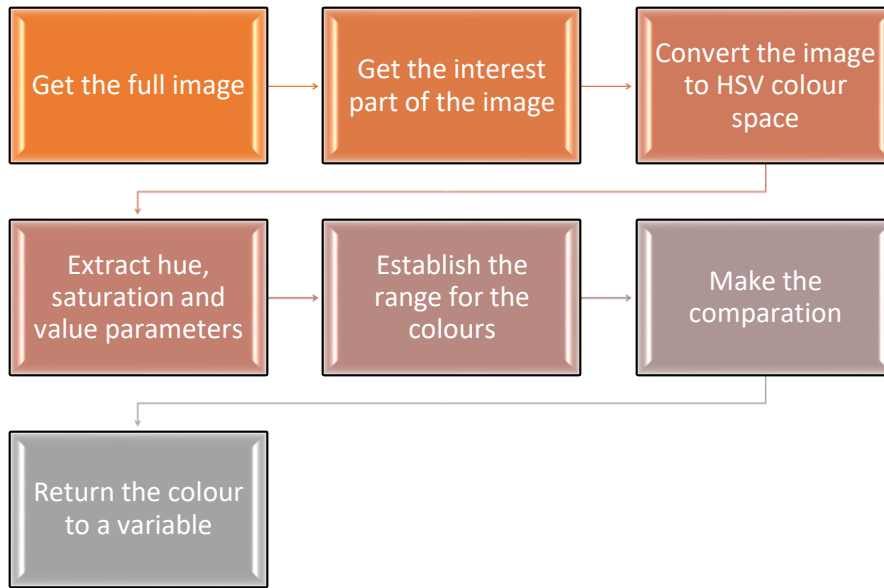 Get the full image
Get the interest
part of the image
Convert the image
to HSV colour
space
Extract hue,
saturation and
value parameters
Establish the
range for the
colours
Make the
comparation
Return the colour
to a variable